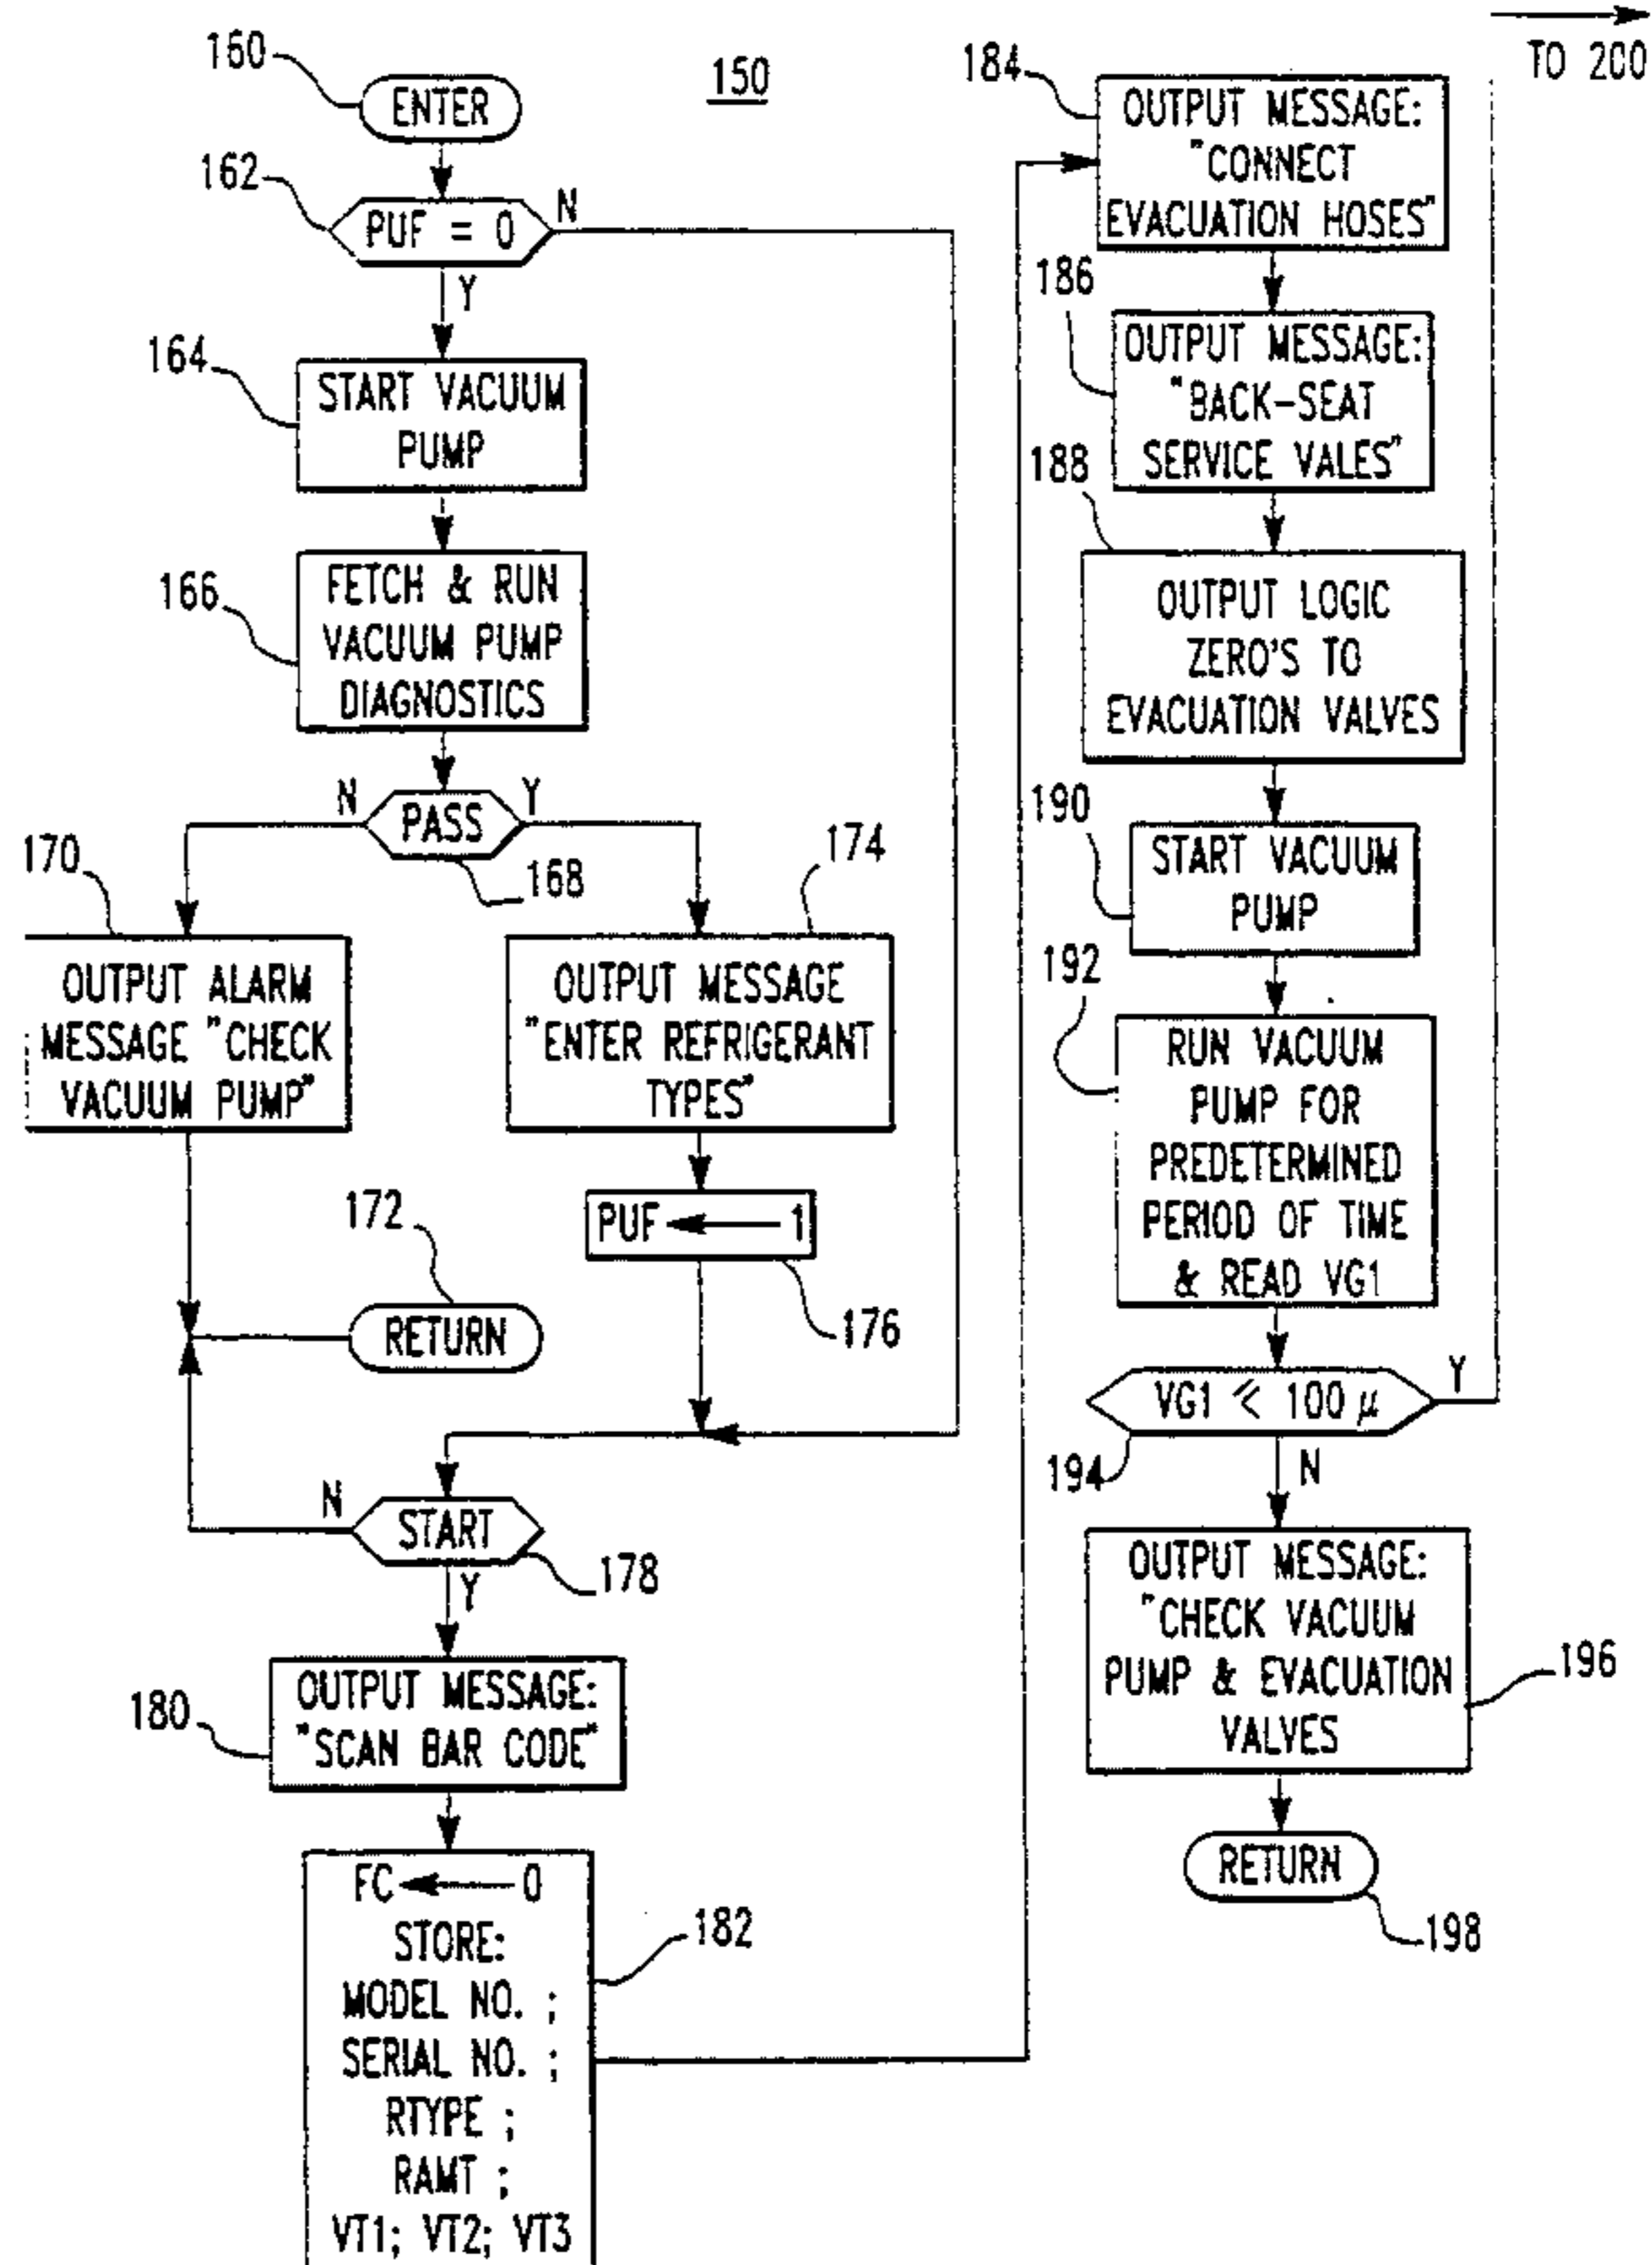 150
160
ENTER
162
PUF = 0
N
Y
164
START VACUUM
PUMP
166
FETCH & RUN
VACUUM PUMP
DIAGNOSTICS
N
PASS
Y
168
170
OUTPUT ALARM
MESSAGE "CHECK
VACUUM PUMP"
174
OUTPUT MESSAGE
"ENTER REFRIGERANT
TYPES"
PUF ← 1
176
172
RETURN
N
START
178
Y
180
OUTPUT MESSAGE:
"SCAN BAR CODE"
FC ← 0
STORE:
MODEL NO. ;
SERIAL NO. ;
RTYPE ;
RAMT ;
VT1; VT2; VT3
182
TO 200
184
OUTPUT MESSAGE:
"CONNECT
EVACUATION HOSES"
186
OUTPUT MESSAGE:
"BACK-SEAT
SERVICE VALES"
188
OUTPUT LOGIC
ZERO'S TO
EVACUATION VALVES
190
START VACUUM
PUMP
192
RUN VACUUM
PUMP FOR
PREDETERMINED
PERIOD OF TIME
& READ VG1
VG1 ≤ 100 μ
Y
194
N
OUTPUT MESSAGE:
"CHECK VACUUM
PUMP & EVACUATION
VALVES
196
RETURN
198